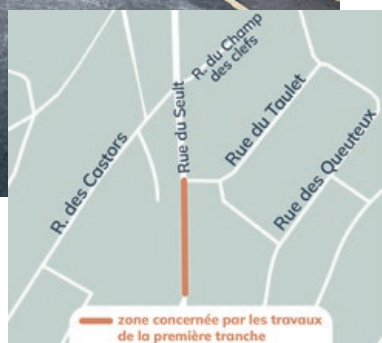 R. du Champ
des clefs
Rue du Seult
Rue du Taulet
Rue des Queuteux
R. des Castors
zone concernée par les travaux
de la première tranche